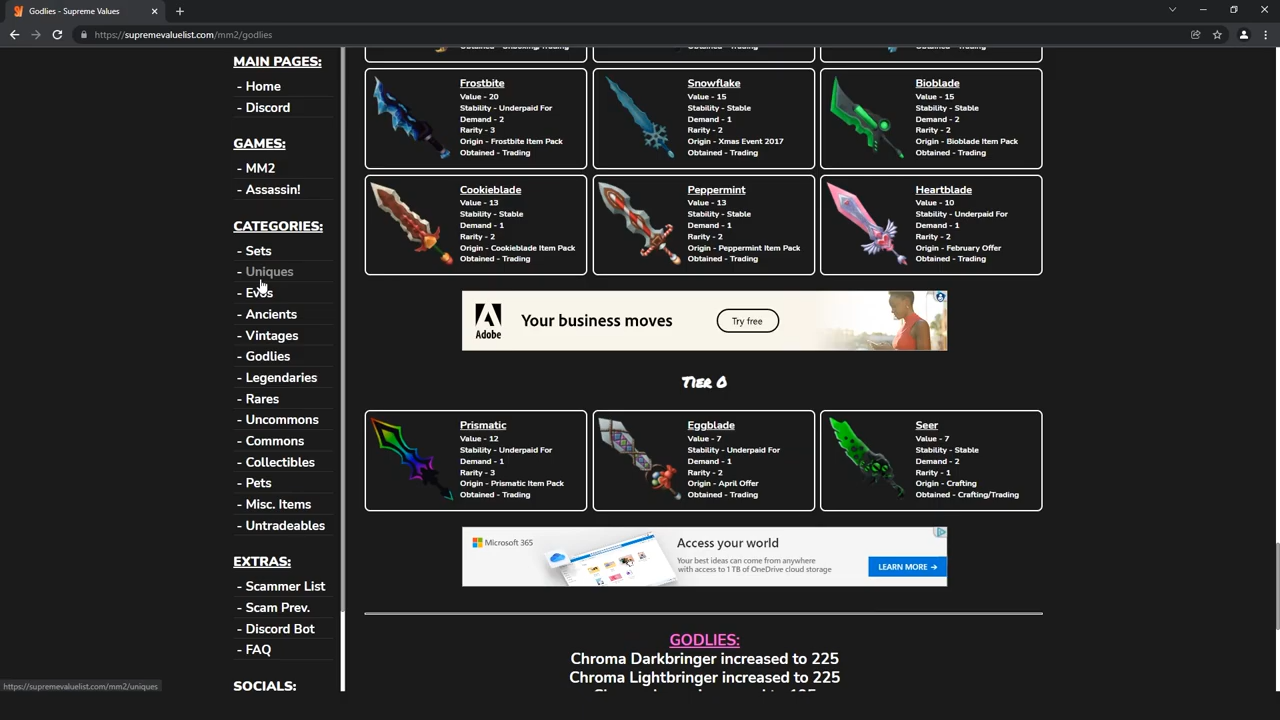 Godlies - Supreme Values
https://supremevaluelist.com/mm2/godlies
MAIN PAGES:
- Home
- Discord
GAMES:
- MM2
- Assassin!
CATEGORIES:
- Sets
- Uniques
- Evos
- Ancients
- Vintages
- Godlies
- Legendaries
- Rares
- Uncommons
- Commons
- Collectibles
- Pets
- Misc. Items
- Untradeables
EXTRAS:
- Scammer List
- Scam Prev.
- Discord Bot
- FAQ
SOCIALS:
Frostbite
Value - 20
Stability - Underpaid For
Demand - 2
Rarity - 3
Origin - Frostbite Item Pack
Obtained - Trading
Snowflake
Value - 15
Stability - Stable
Demand - 1
Rarity - 2
Origin - Xmas Event 2017
Obtained - Trading
Bioblade
Value - 15
Stability - Stable
Demand - 2
Rarity - 2
Origin - Bioblade Item Pack
Obtained - Trading
Cookieblade
Value - 13
Stability - Stable
Demand - 1
Rarity - 2
Origin - Cookieblade Item Pack
Obtained - Trading
Peppermint
Value - 13
Stability - Stable
Demand - 1
Rarity - 2
Origin - Peppermint Item Pack
Obtained - Trading
Heartblade
Value - 10
Stability - Underpaid For
Demand - 1
Rarity - 2
Origin - February Offer
Obtained - Trading
Adobe
Your business moves
Try free
TIER 0
Prismatic
Value - 12
Stability - Underpaid For
Demand - 1
Rarity - 3
Origin - Prismatic Item Pack
Obtained - Trading
Eggblade
Value - 7
Stability - Underpaid For
Demand - 1
Rarity - 2
Origin - April Offer
Obtained - Trading
Seer
Value - 7
Stability - Stable
Demand - 2
Rarity - 1
Origin - Crafting
Obtained - Crafting/Trading
Microsoft 365
Access your world
Your best ideas can come from anywhere
with access to 1 TB of OneDrive cloud storage
LEARN MORE
GODLIES:
Chroma Darkbringer increased to 225
Chroma Lightbringer increased to 225
https://supremevaluelist.com/mm2/uniques